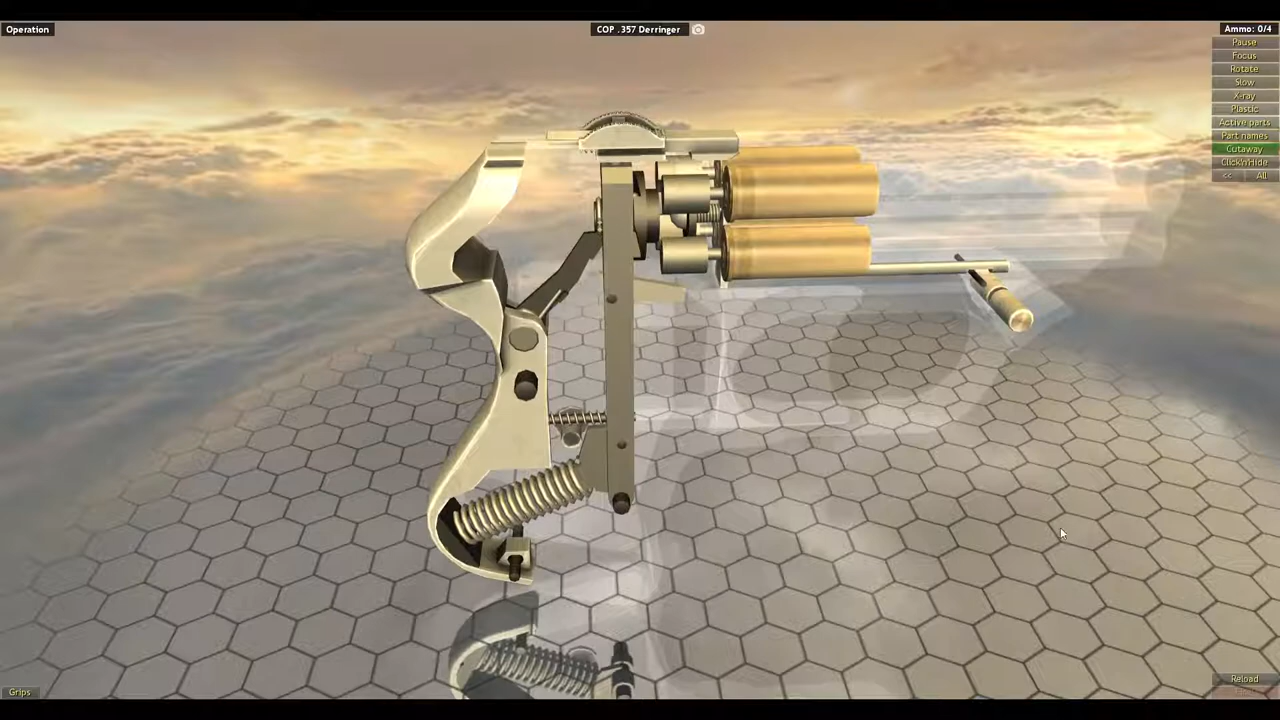 Operation
COP .357 Derringer
Ammo: 0/4
Pause
Focus
Rotate
Slow
X-ray
Plastic
Active parts
Part names
Cutaway
Click'n'Hide
<< All
Grips
Reload